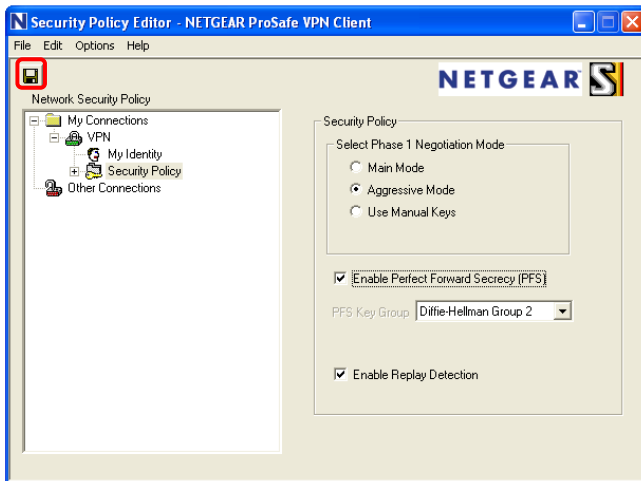 Security Policy Editor - NETGEAR ProSafe VPN Client
File Edit Options Help
NETGEAR
Network Security Policy
My Connections
VPN
My Identity
Security Policy
Other Connections
Security Policy
Select Phase 1 Negotiation Mode
Main Mode
Aggressive Mode
Use Manual Keys
Enable Perfect Forward Secrecy (PFS)
PFS Key Group Diffie-Hellman Group 2
Enable Replay Detection